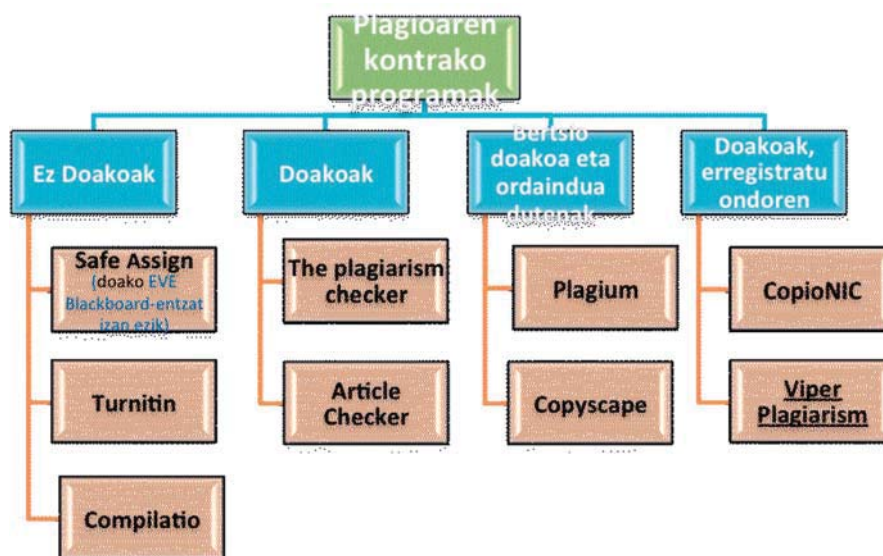 Plagioaren
kontrako
programak
Ez Doakoak
Doakoak
Bertsio
doakoa eta
ordaindua
dutenak
Doakoak,
erregistratu
ondoren
Safe Assign
(doako EVE
Blackboard-entzat
izan ezik)
Turnitin
Compilatio
The plagiarism
checker
Article
Checker
Plagium
Copyscape
CopioNIC
Viper
Plagiarism